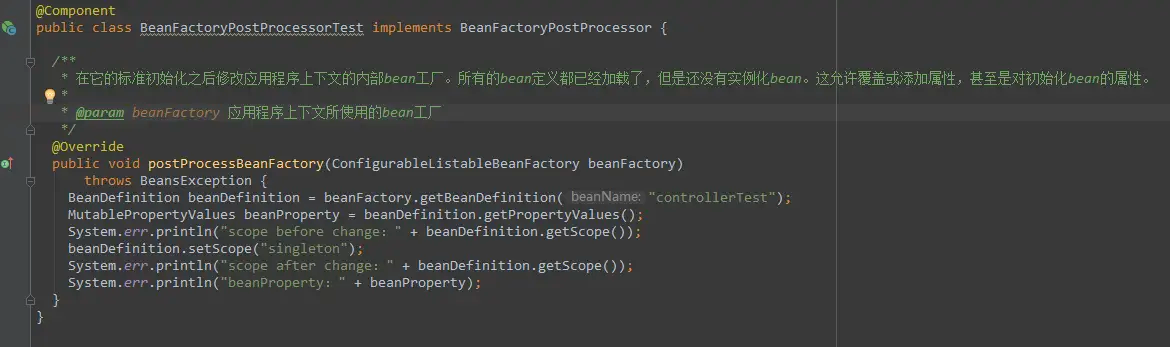 @Component
public class BeanFactoryPostProcessorTest implements BeanFactoryPostProcessor {
/**
* 在它的标准初始化之后修改应用程序上下文的内部bean工厂。所有的bean定义都已经加载了，但是还没有实例化bean。这允许覆盖或添加属性，甚至是对初始化bean的属性。
*
* @param beanFactory 应用程序上下文所使用的bean工厂
*/
@Override
public void postProcessBeanFactory(ConfigurableListableBeanFactory beanFactory)
throws BeansException {
BeanDefinition beanDefinition = beanFactory.getBeanDefinition( beanName: "controllerTest");
MutablePropertyValues beanProperty = beanDefinition.getPropertyValues();
System.err.println("scope before change：" + beanDefinition.getScope());
beanDefinition.setScope("singleton");
System.err.println("scope after change：" + beanDefinition.getScope());
System.err.println("beanProperty：" + beanProperty);
}
}